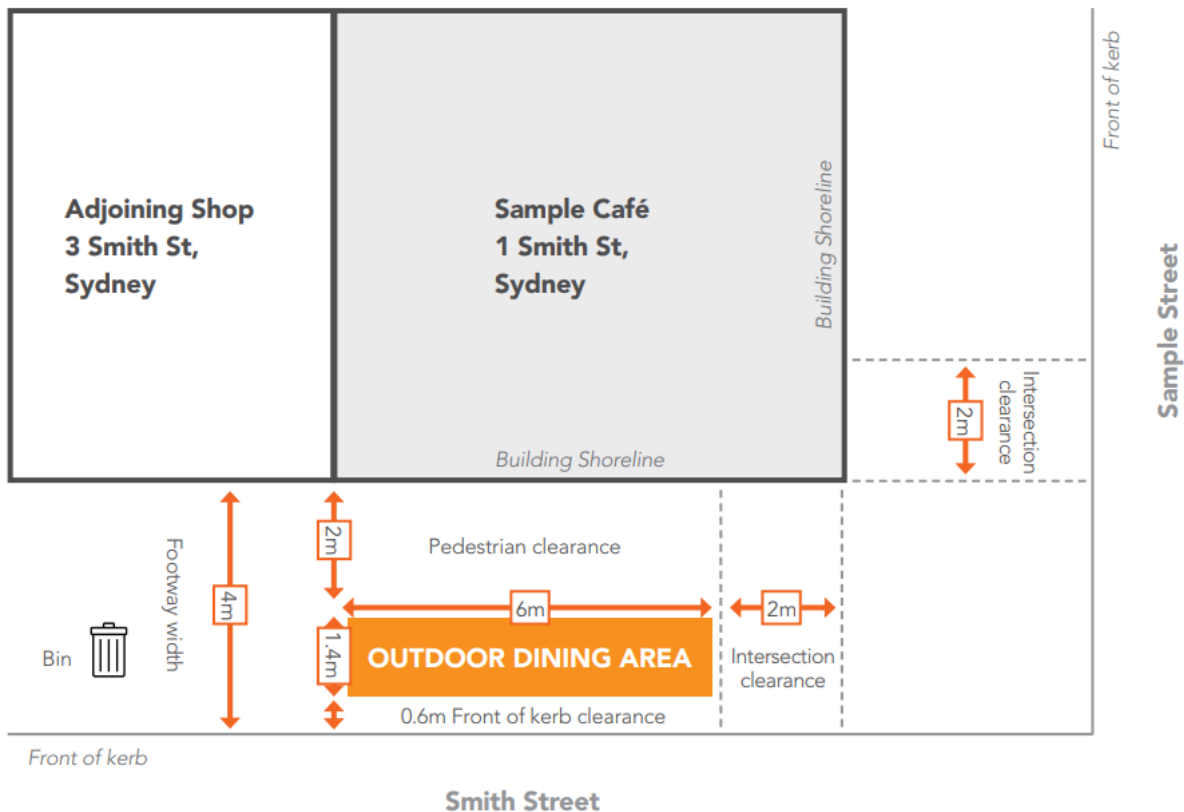 Front of kerb
Adjoining Shop
3 Smith St,
Sydney
Sample Café
1 Smith St,
Sydney
Building Shoreline
Sample Street
Intersection
clearance
2m
Building Shoreline
2m
Pedestrian clearance
Footway width
4m
6m
2m
Bin
1.4m
OUTDOOR DINING AREA
Intersection
clearance
0.6m Front of kerb clearance
Front of kerb
Smith Street